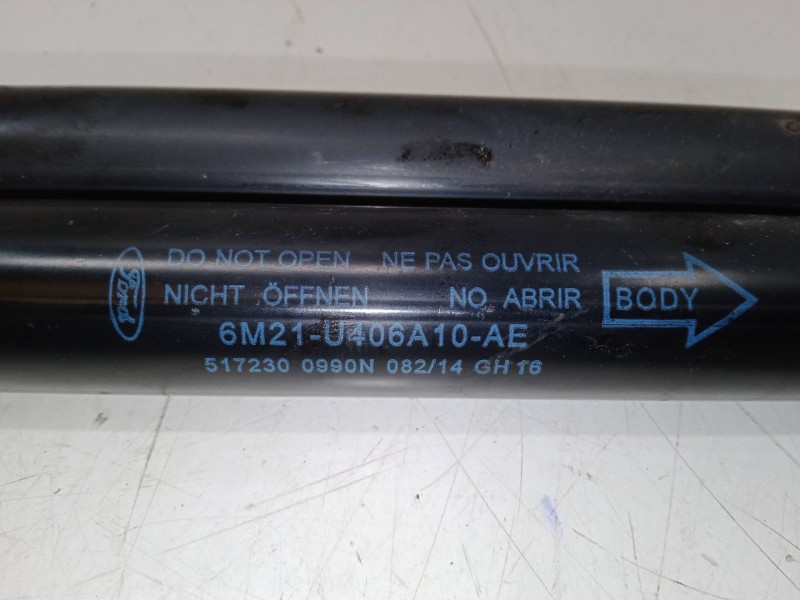 Ford
DO NOT OPEN NE PAS OUVRIR
NICHT ÖFFNEN NO ABRIR
BODY
6M21-U406A10-AE
517230 0990N 082/14 GH 16